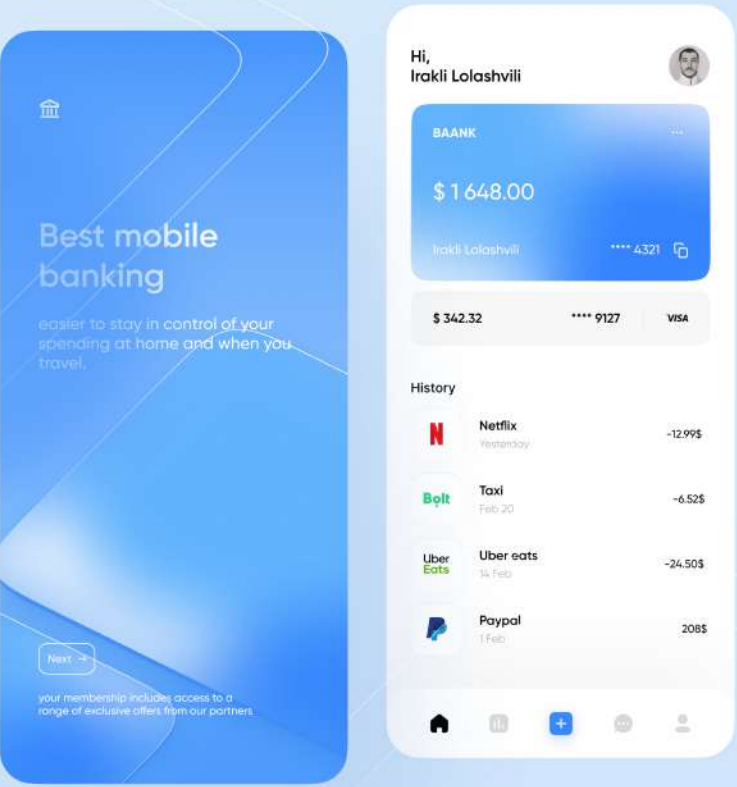 Best mobile
banking
easier to stay in control of your
spending at home and when you
travel.
Next →
your membership includes access to a
range of exclusive offers from our partners
Hi,
Irakli Lolashvili
BAANK
$ 1 648.00
Irakli Lolashvili **** 4321
$ 342.32 **** 9127 VISA
History
N Netflix -12.99$
Yesterday
Bolt Taxi -6.52$
Feb 20
Uber
Eats
Uber eats -24.50$
14 Feb
Paypal 208$
1 Feb